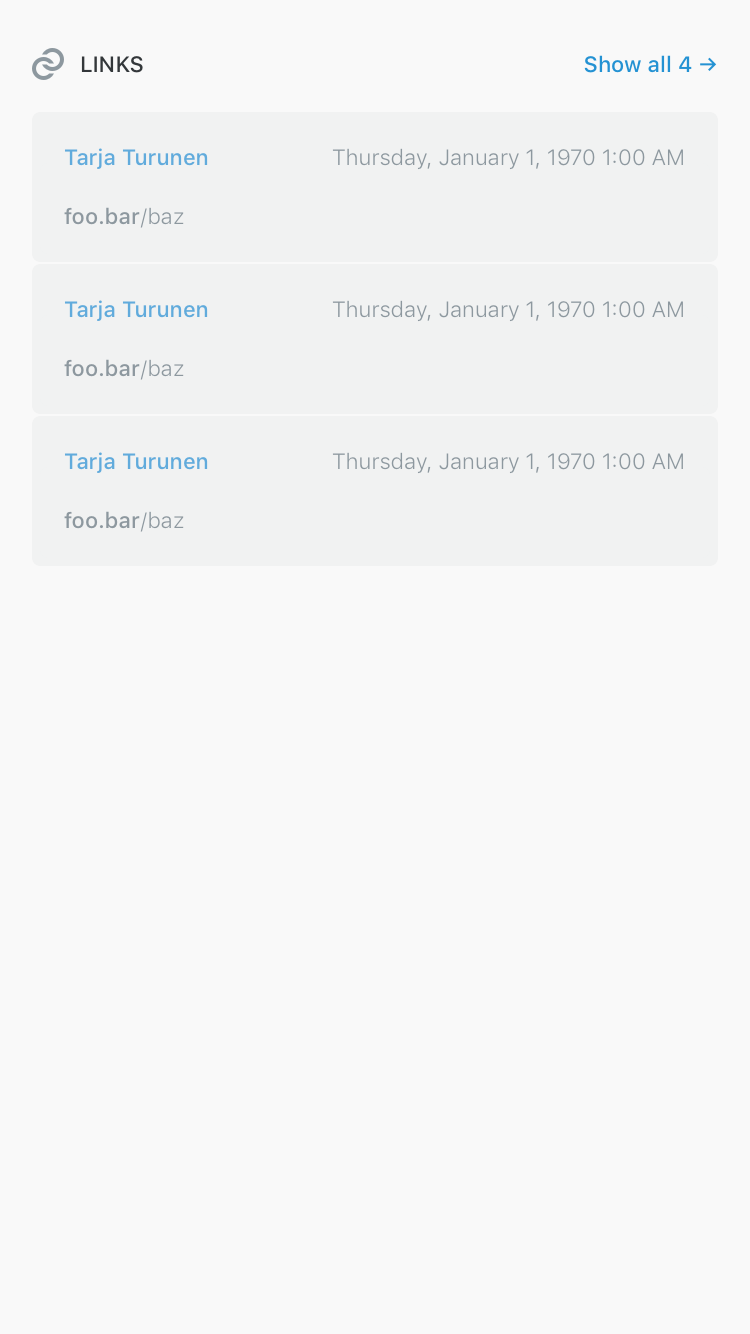 LINKS Show all 4 →
Tarja Turunen Thursday, January 1, 1970 1:00 AM
foo.bar/baz
Tarja Turunen Thursday, January 1, 1970 1:00 AM
foo.bar/baz
Tarja Turunen Thursday, January 1, 1970 1:00 AM
foo.bar/baz